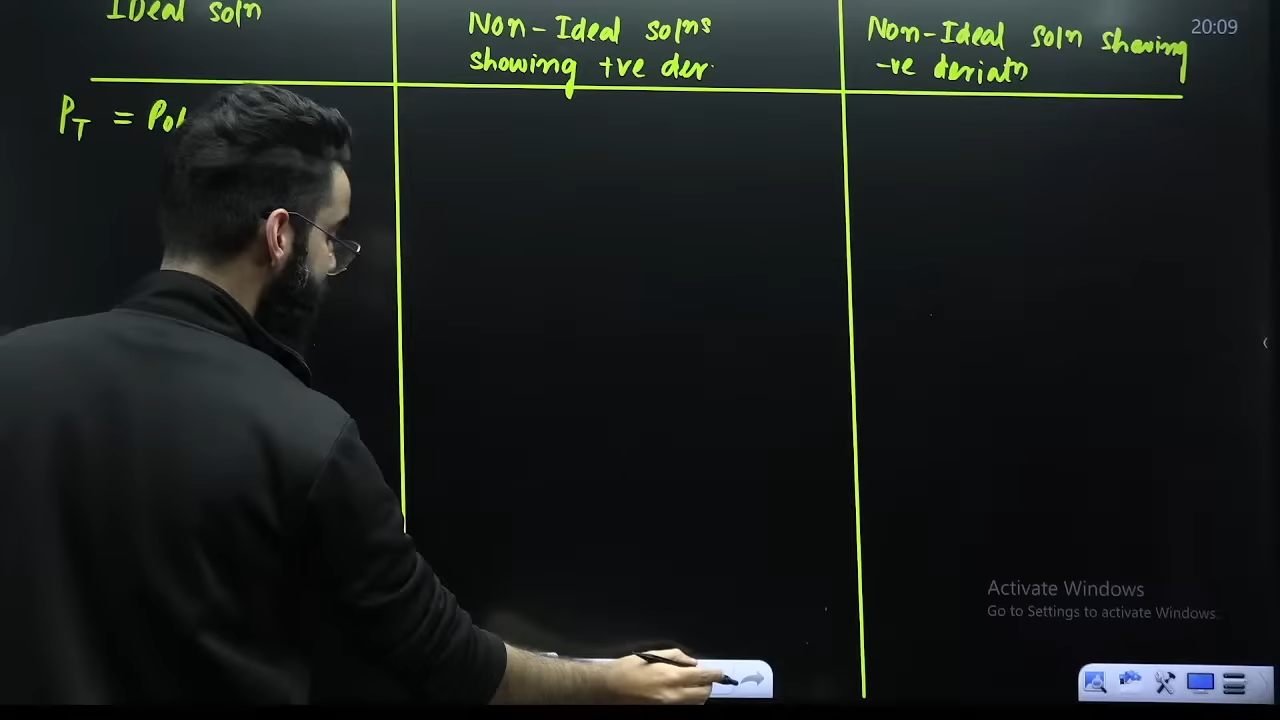 IDeal soln
Non-Ideal solns
showing +ve dev.
Non-Ideal soln showing
-ve deviatn
20:09
P_T =
Activate Windows
Go to Settings to activate Windows.